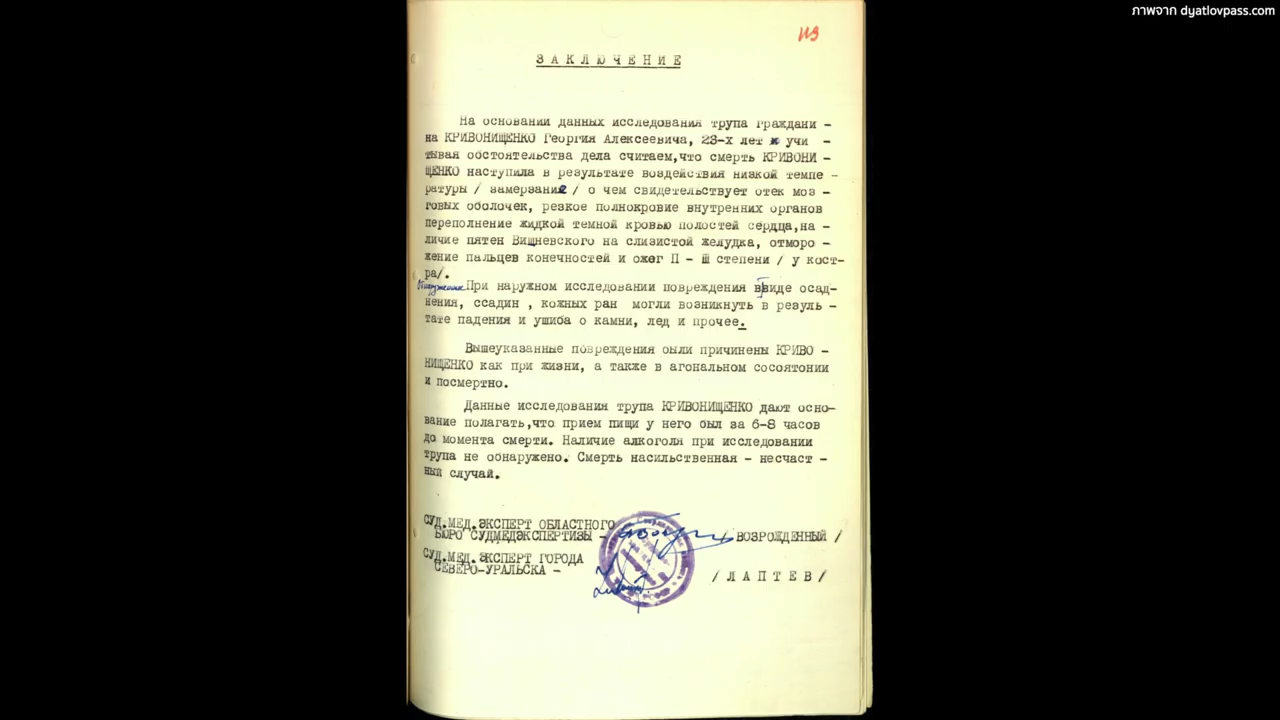 ภาพจาก dyatlovpass.com
113
ЗАКЛЮЧЕНИЕ
На основании данных исследования трупа граждани -
на КРИВОНИЩЕНКО Георгия Алексеевича, 23-х лет и учи -
тывая обстоятельства дела считаем,что смерть КРИВОНИ -
ЩЕНКО наступила в результате воздействия низкой темпе -
ратуры / замерзание / о чем свидетельствует отек моз -
говых оболочек, резкое полнокровие внутренних органов
переполнение жидкой темной кровью полостей сердца,на -
личие пятен Вишневского на слизистой желудка, отморо -
жение пальцев конечностей и ожог П - Ш степени / у кост-
ра/.
Обнаруженные При наружном исследовании повреждения ввиде осад-
нения, ссадин , кожных ран могли возникнуть в резуль -
тате падения и ушиба о камни, лед и прочее.
Вышеуказанные повреждения были причинены КРИВО -
НИЩЕНКО как при жизни, а также в агональном сосоятонии
и посмертно.
Данные исследования трупа КРИВОНИЩЕНКО дают осно-
вание полагать,что прием пищи у него был за 6-8 часов
до момента смерти. Наличие алкоголя при исследовании
трупа не обнаружено. Смерть насильственная - несчаст -
ный случай.
СУД.МЕД.ЭКСПЕРТ ОБЛАСТНОГО
БЮРО СУДМЕДЭКСПЕРТИЗЫ - ВОЗРОЖДЕННЫЙ /
СУД.МЕД.ЭКСПЕРТ ГОРОДА
СЕВЕРО-УРАЛЬСКА - / Л А П Т Е В /